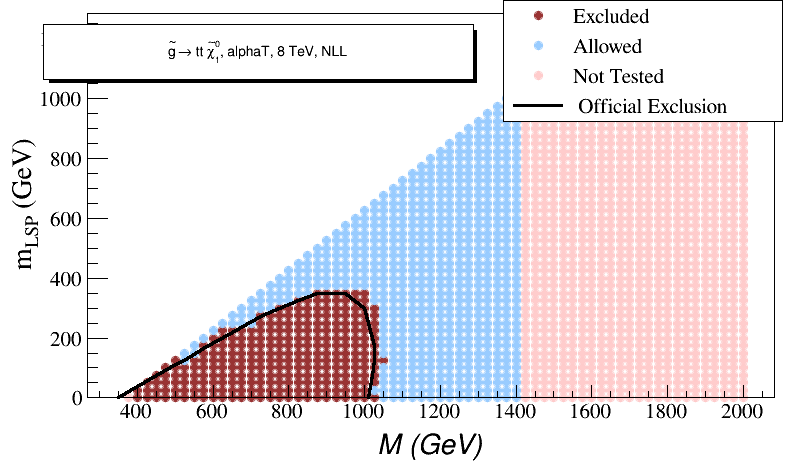 g̃ → tt χ̃⁰₁, alphaT, 8 TeV, NLL
Excluded
Allowed
Not Tested
Official Exclusion
m_LSP (GeV)
1000
800
600
400
200
0
400 600 800 1000 1200 1400 1600 1800 2000
M (GeV)